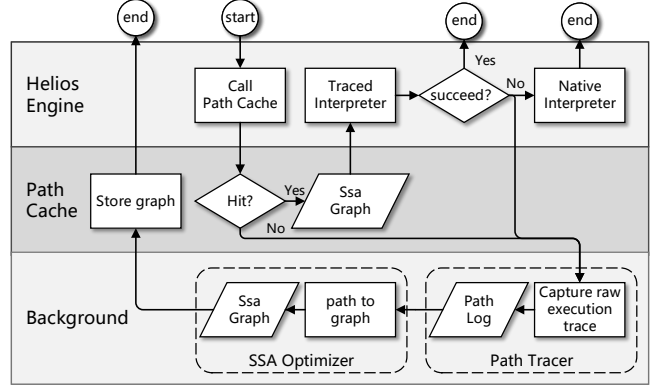 end
start
end
end
Helios
Engine
Call
Path Cache
Traced
Interpreter
succeed?
Yes
No
Native
Interpreter
Path
Cache
Store graph
Hit?
Yes
No
Ssa
Graph
Background
Ssa
Graph
path to
graph
SSA Optimizer
Path
Log
Capture raw
execution
trace
Path Tracer